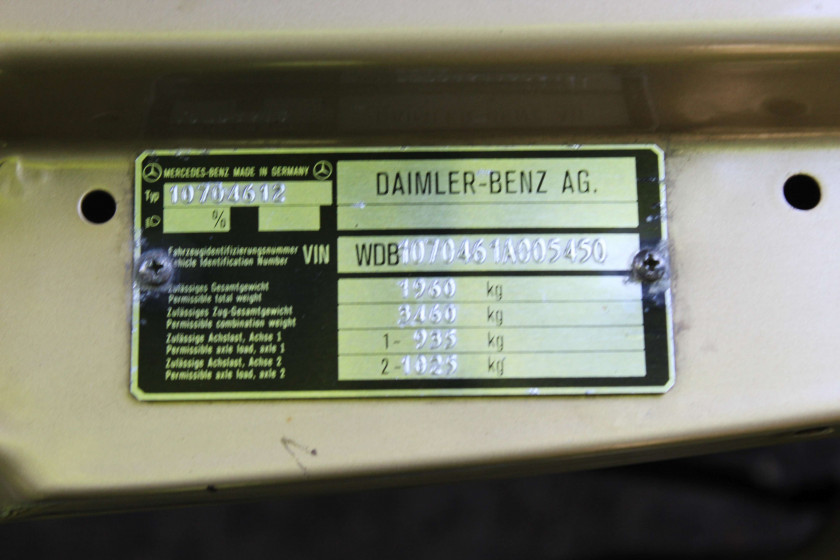 MERCEDES-BENZ MADE IN GERMANY
Typ 10704612
%
DAIMLER-BENZ AG.
Fahrzeugidentifizierungsnummer
Vehicle Identification Number
VIN WDB1070461A005450
Zulässiges Gesamtgewicht
Permissible total weight
1960 kg
Zulässiges Zug-Gesamtgewicht
Permissible combination weight
3460 kg
Zulässige Achslast, Achse 1
Permissible axle load, axle 1
1- 935 kg
Zulässige Achslast, Achse 2
Permissible axle load, axle 2
2- 1025 kg